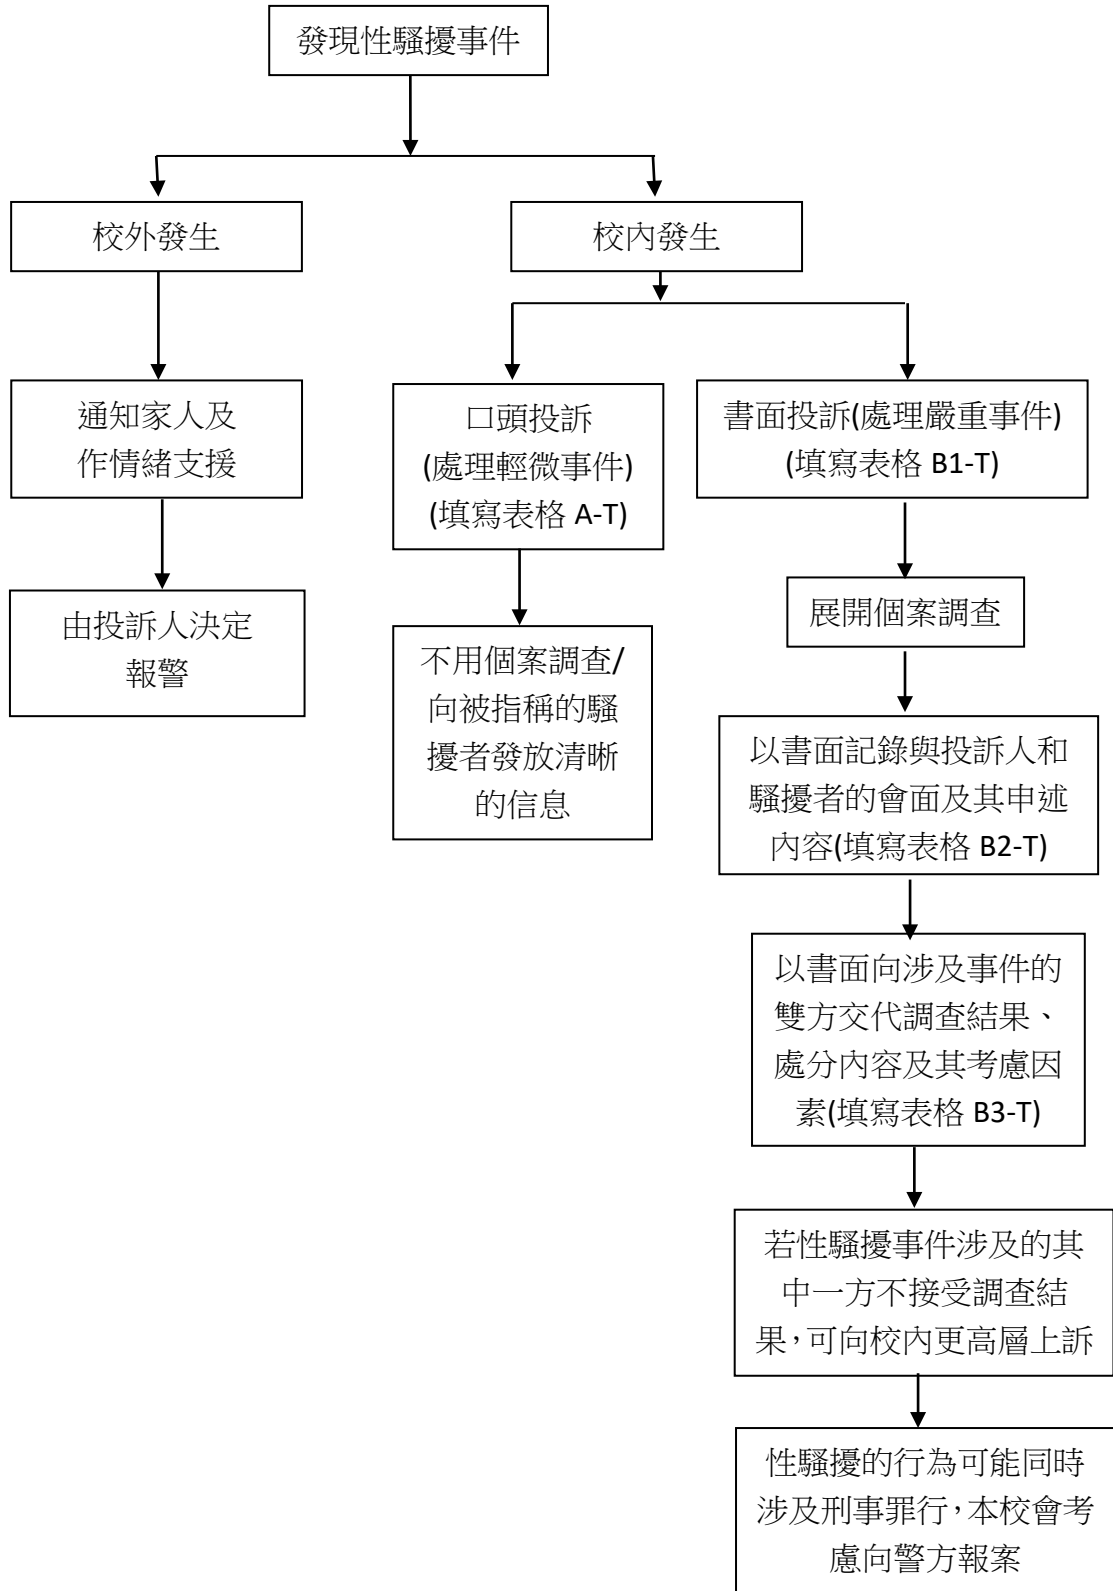 發現性騷擾事件
校外發生
校內發生
通知家人及
作情緒支援
由投訴人決定
報警
口頭投訴
(處理輕微事件)
(填寫表格 A-T)
不用個案調查/
向被指稱的騷
擾者發放清晰
的信息
書面投訴(處理嚴重事件)
(填寫表格 B1-T)
展開個案調查
以書面記錄與投訴人和
騷擾者的會面及其申述
內容(填寫表格 B2-T)
以書面向涉及事件的
雙方交代調查結果、
處分內容及其考慮因
素(填寫表格 B3-T)
若性騷擾事件涉及的其
中一方不接受調查結
果，可向校內更高層上訴
性騷擾的行為可能同時
涉及刑事罪行，本校會考
慮向警方報案